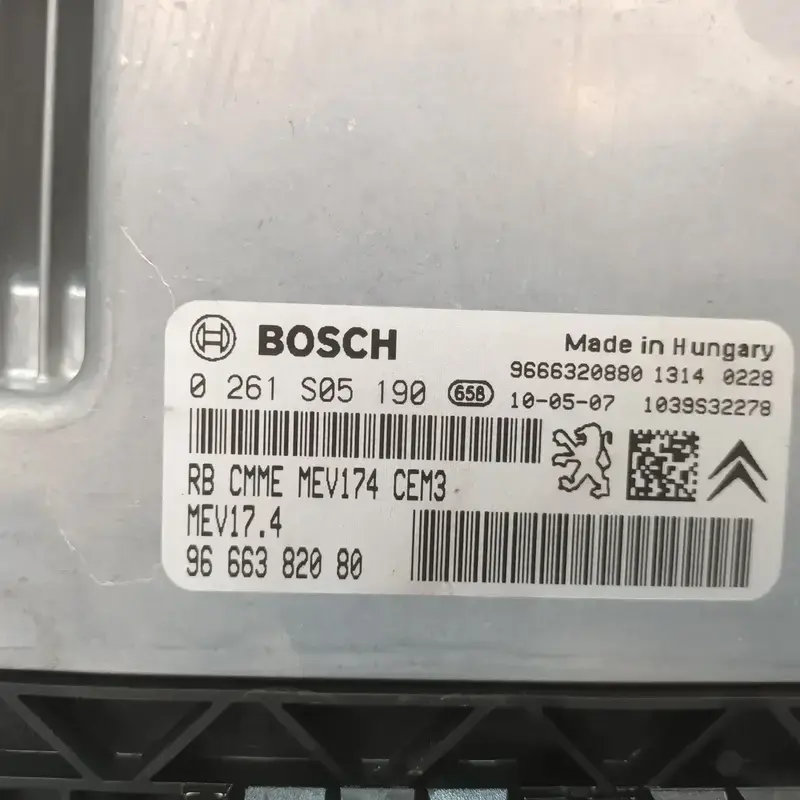 BOSCH
Made in Hungary
9666320880 1314 0228
0 261 S05 190 65B 10-05-07 1039S32278
RB CMME MEV174 CEM3
MEV17.4
96 663 820 80